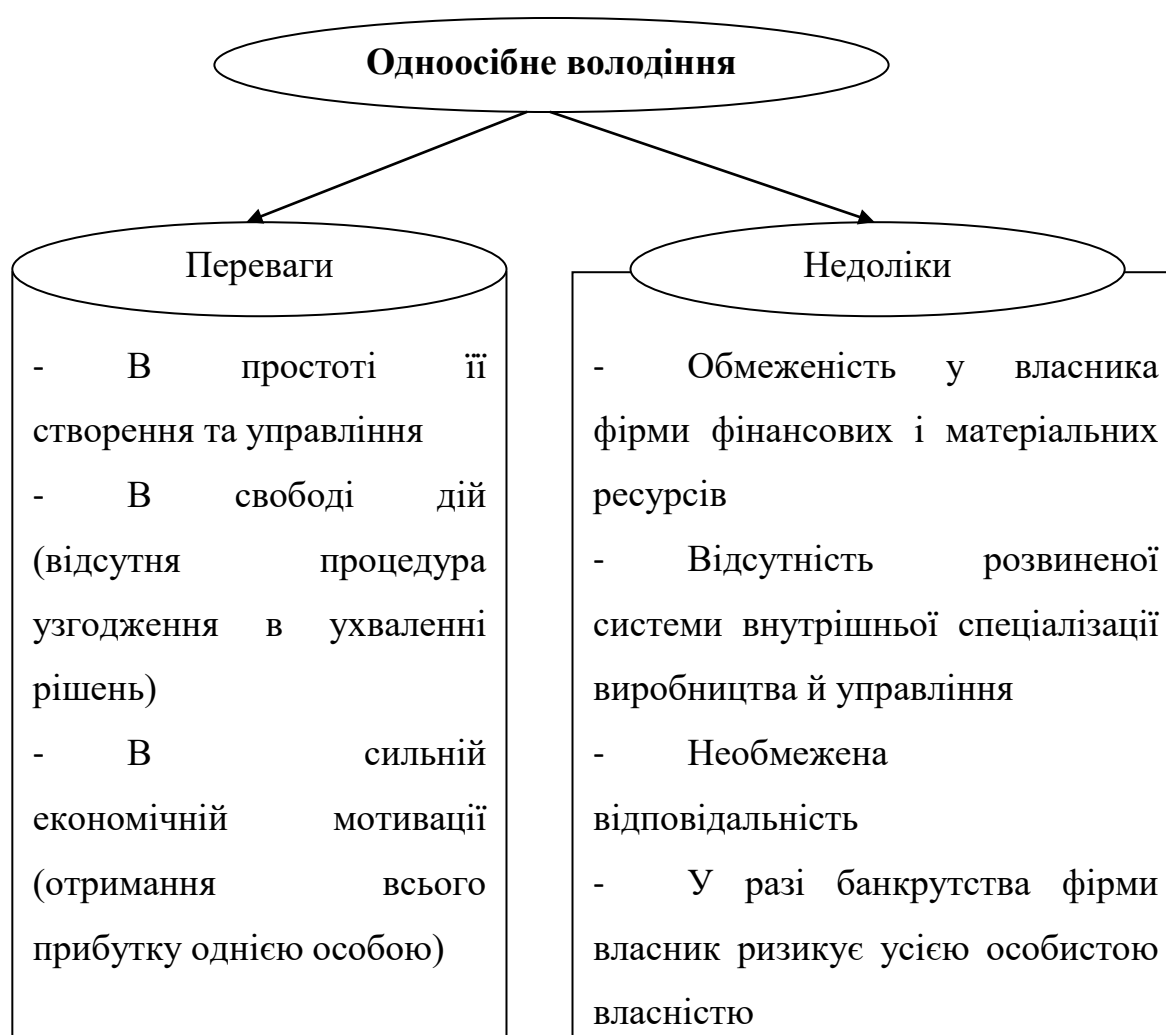 Одноосібне володіння
Переваги
- В простоті її
створення та управління
- В свободі дій
(відсутня процедура
узгодження в ухваленні
рішень)
- В сильній
економічній мотивації
(отримання всього
прибутку однією особою)
Недоліки
- Обмеженість у власника
фірми фінансових і матеріальних
ресурсів
- Відсутність розвиненої
системи внутрішньої спеціалізації
виробництва й управління
- Необмежена
відповідальність
- У разі банкрутства фірми
власник ризикує усією особистою
власністю